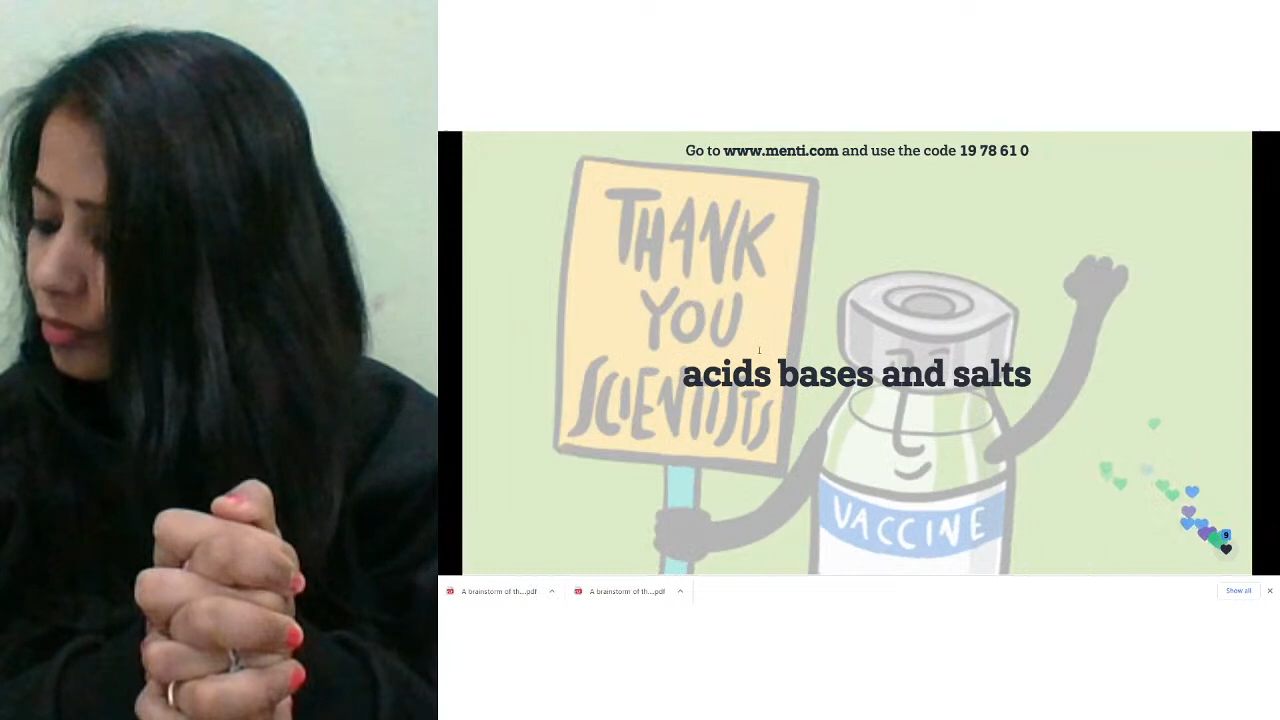 Go to www.menti.com and use the code 19 78 61 0
THANK
YOU
SCIENTISTS
acids bases and salts
VACCINE
9
A brainstorm of th....pdf
A brainstorm of th....pdf
Show all